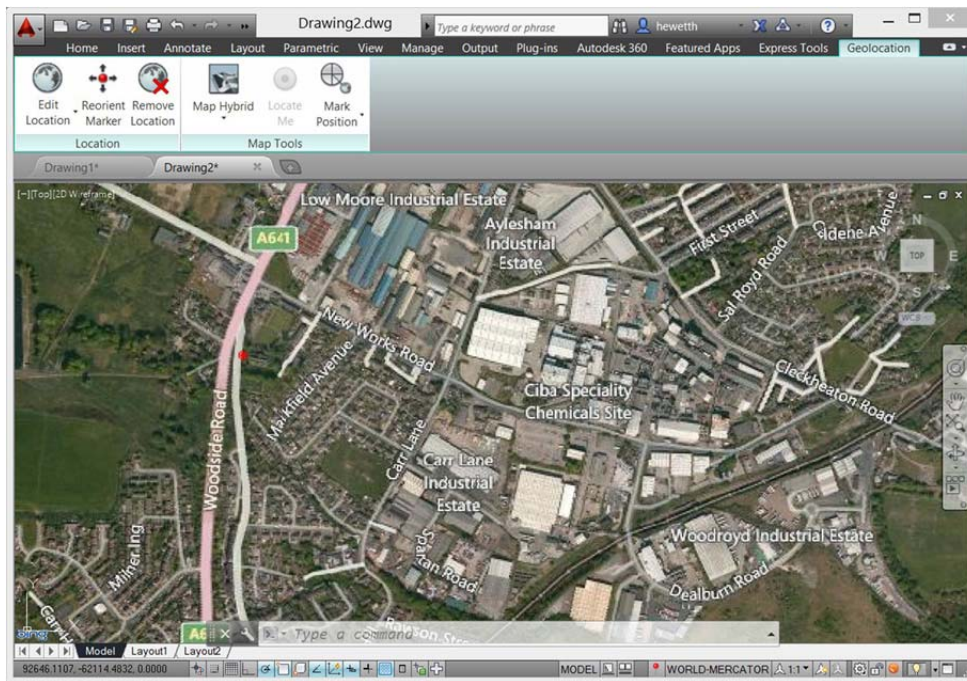 Drawing2.dwg
Type a keyword or phrase
hewetth
Home Insert Annotate Layout Parametric View Manage Output Plug-ins Autodesk 360 Featured Apps Express Tools Geolocation
Edit Location
Reorient Marker
Remove Location
Map Hybrid
Locate Me
Mark Position
Location
Map Tools
Drawing1*
Drawing2*
[−][Top][2D Wireframe]
Low Moore Industrial Estate
A641
Aylesham
Industrial
Estate
First Street
Sal Royd Road
N
W
TOP
E
S
WCS
New Works Road
Markfield Avenue
Cleckheaton Road
Ciba Speciality
Chemicals Site
Woodside Road
Carr Lane
Carr Lane
Industrial
Estate
Spartan Road
Woodroyd Industrial Estate
Milner Ing
Dealburn Road
bing
A6
Type a command
Model
Layout1
Layout2
92646.1107, -62114.4832, 0.0000
MODEL
WORLD-MERCATOR
1:1